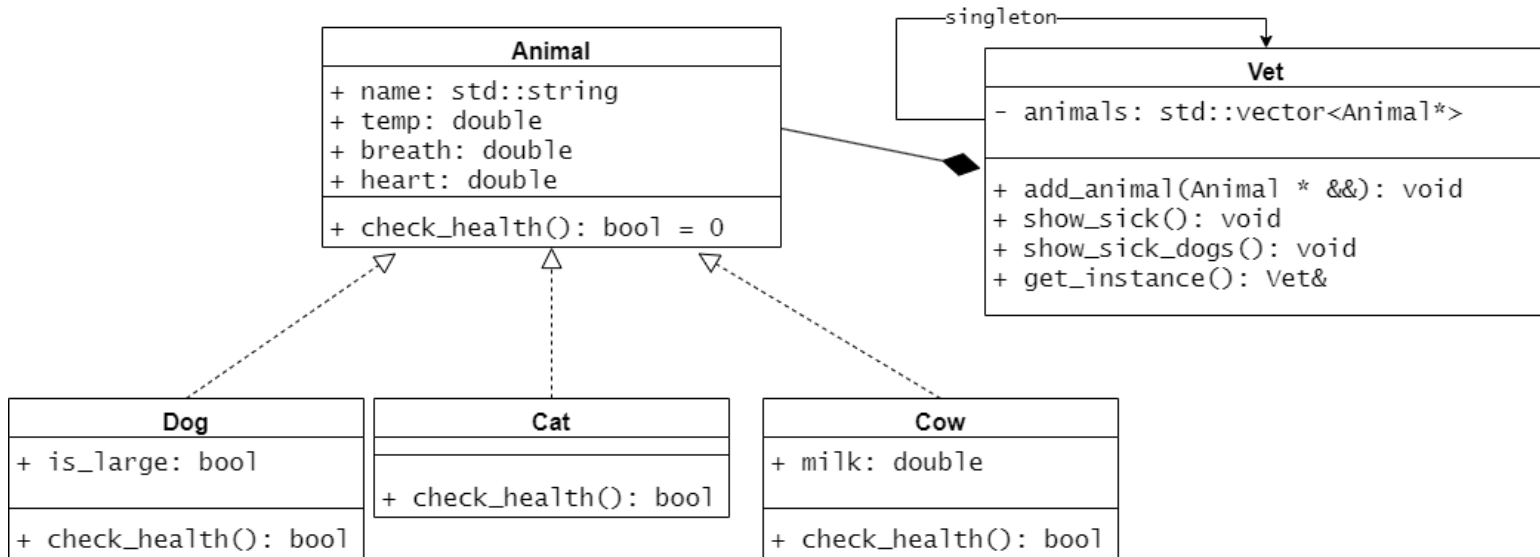 Animal
+ name: std::string
+ temp: double
+ breath: double
+ heart: double
+ check_health(): bool = 0
singleton
Vet
- animals: std::vector<Animal*>
+ add_animal(Animal * &&): void
+ show_sick(): void
+ show_sick_dogs(): void
+ get_instance(): Vet&
Dog
+ is_large: bool
+ check_health(): bool
Cat
+ check_health(): bool
Cow
+ milk: double
+ check_health(): bool